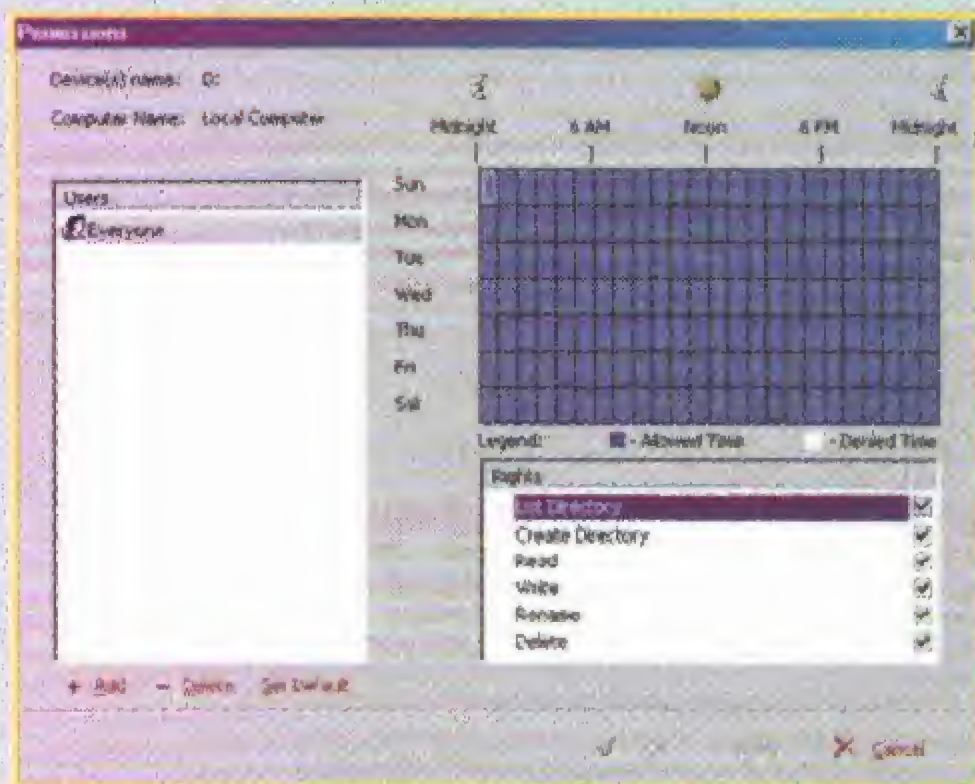 Permissions
Device(s) name: D:
Computer Name: Local Computer
Midnight 6 AM Noon 6 PM Midnight
Users
Everyone
Sun
Mon
Tue
Wed
Thu
Fri
Sat
Legend: - Allowed Time - Denied Time
Rights
List Directory
Create Directory
Read
Write
Rename
Delete
+ Add - Delete Set Default
Cancel